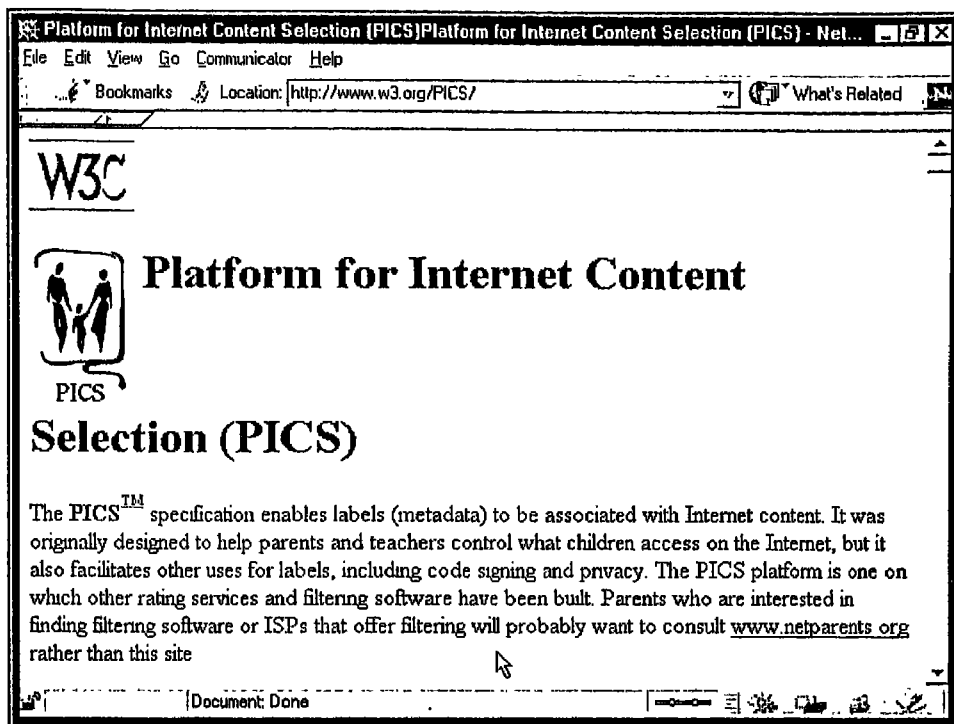 Platform for Internet Content Selection (PICS)Platform for Internet Content Selection (PICS) - Net...
File Edit View Go Communicator Help
Bookmarks Location: http://www.w3.org/PICS/ What's Related N
W3C
Platform for Internet Content
PICS
Selection (PICS)
The PICS™ specification enables labels (metadata) to be associated with Internet content. It was
originally designed to help parents and teachers control what children access on the Internet, but it
also facilitates other uses for labels, including code signing and privacy. The PICS platform is one on
which other rating services and filtering software have been built. Parents who are interested in
finding filtering software or ISPs that offer filtering will probably want to consult www.netparents org
rather than this site
Document: Done